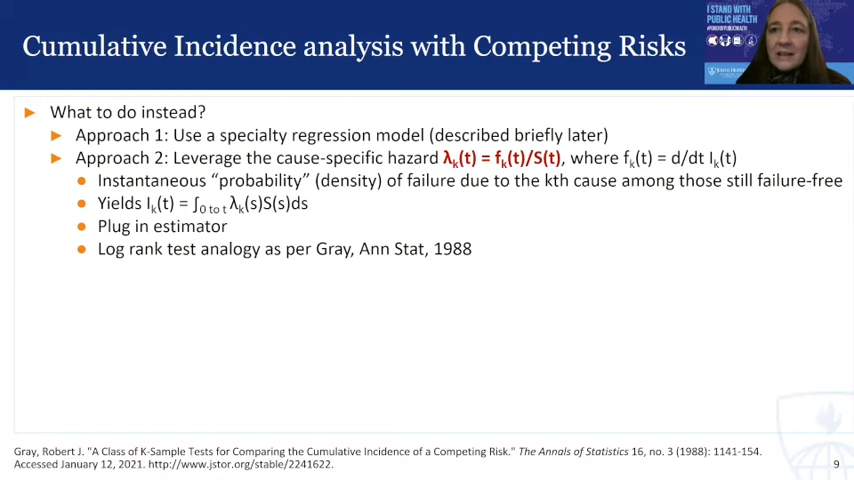 Cumulative Incidence analysis with Competing Risks
I STAND WITH
PUBLIC HEALTH
What to do instead?
Approach 1: Use a specialty regression model (described briefly later)
Approach 2: Leverage the cause-specific hazard λₖ(t) = fₖ(t)/S(t), where fₖ(t) = d/dt Iₖ(t)
Instantaneous “probability” (density) of failure due to the kth cause among those still failure-free
Yields Iₖ(t) = ∫₀ ₜₒ ₜ λₖ(s)S(s)ds
Plug in estimator
Log rank test analogy as per Gray, Ann Stat, 1988
Gray, Robert J. "A Class of K-Sample Tests for Comparing the Cumulative Incidence of a Competing Risk." The Annals of Statistics 16, no. 3 (1988): 1141-154.
Accessed January 12, 2021. http://www.jstor.org/stable/2241622.
9